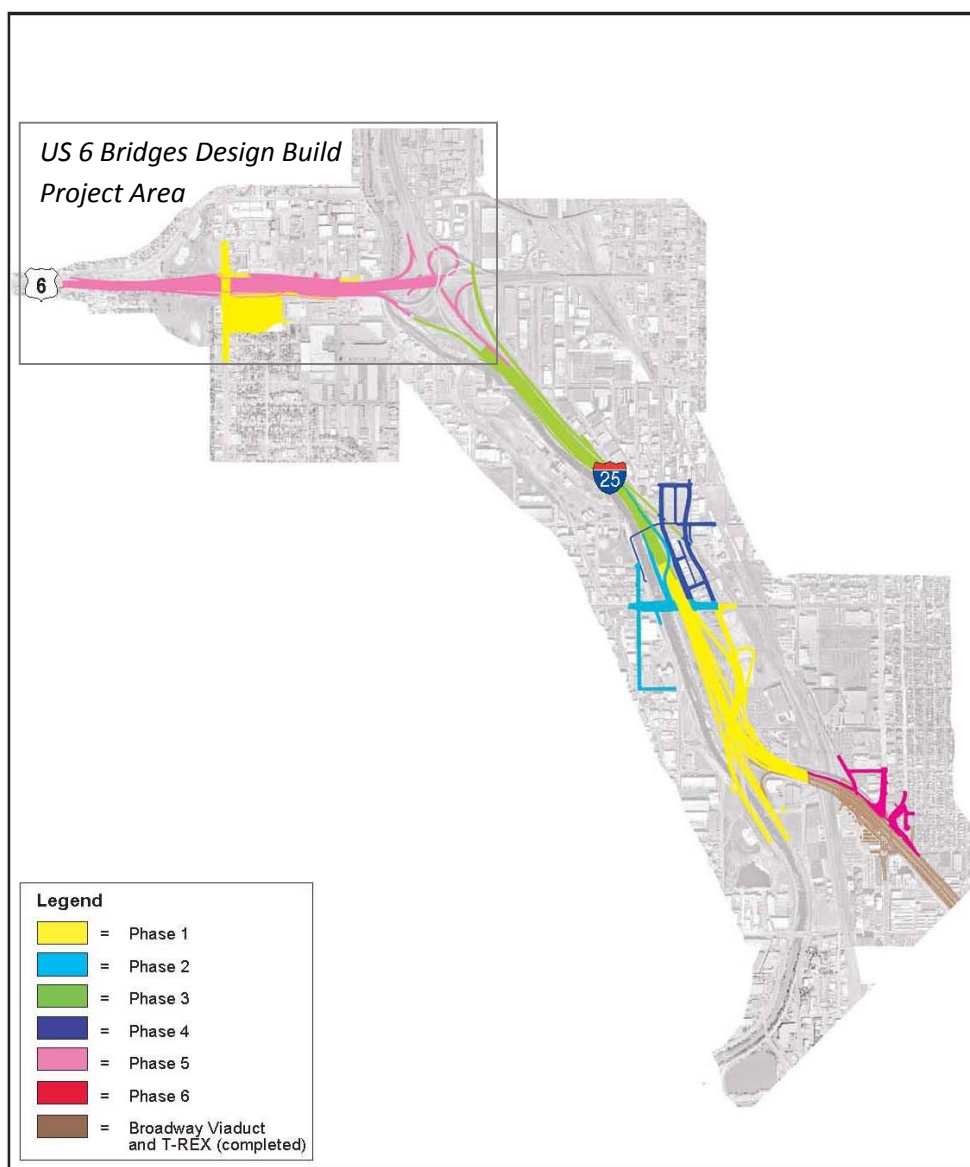 US 6 Bridges Design Build
Project Area
6
25
Legend
= Phase 1
= Phase 2
= Phase 3
= Phase 4
= Phase 5
= Phase 6
= Broadway Viaduct
and T-REX (completed)